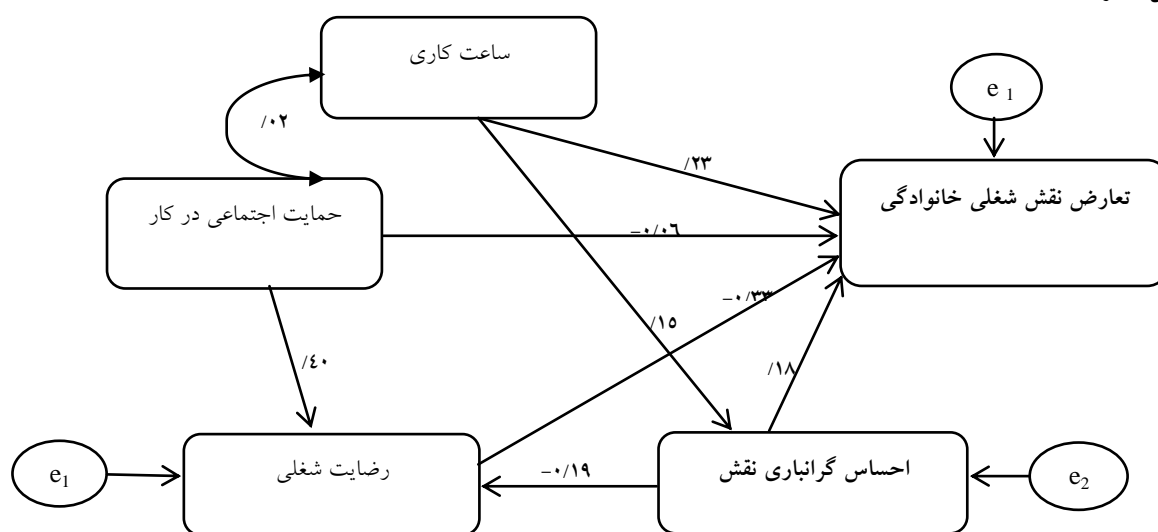 ساعت کاری
e 1
/۰۲
/۲۳
تعارض نقش شغلی خانوادگی
حمایت اجتماعی در کار
-۰/۰۶
-۰/۳۳
/۱۵
/۴۰
/۱۸
رضایت شغلی
-۰/۱۹
احساس گرانباری نقش
e1
e2